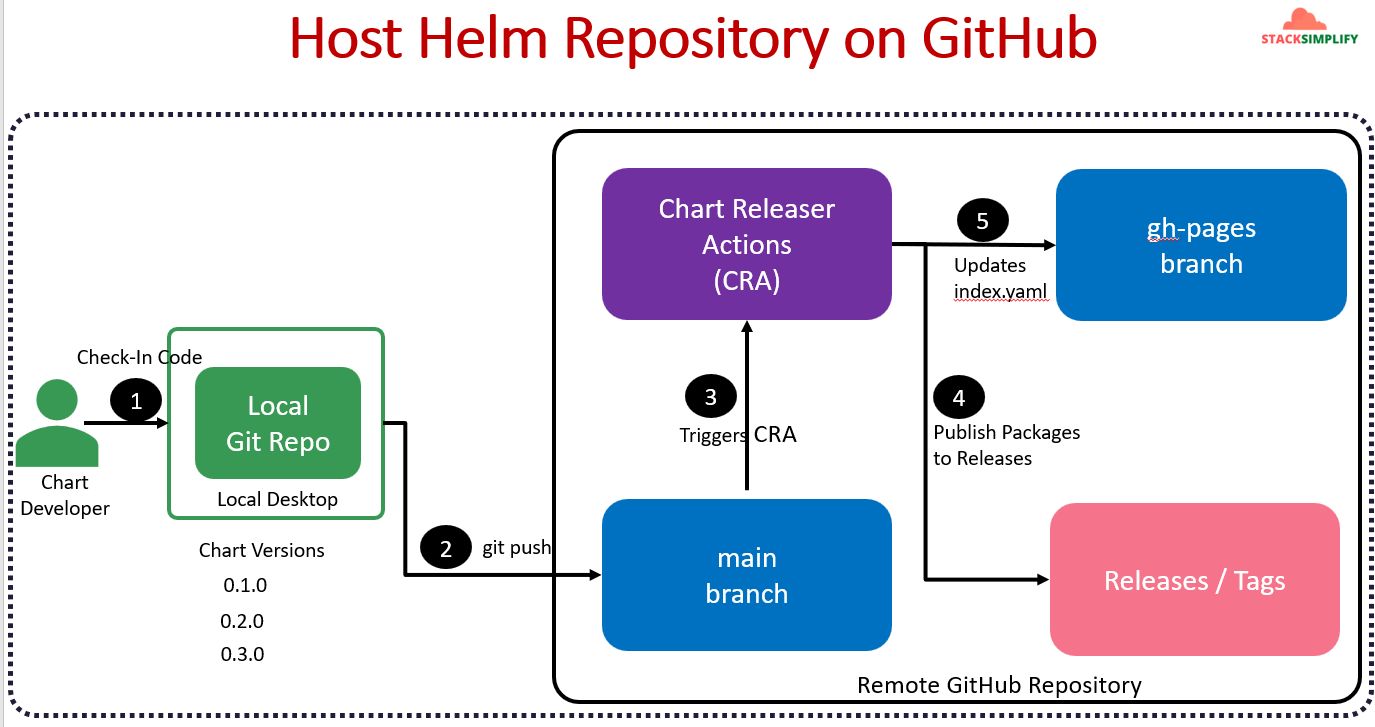 Host Helm Repository on GitHub
STACKSIMPLIFY
Chart Releaser
Actions
(CRA)
5
Updates
index.yaml
gh-pages
branch
Check-In Code
1
Chart
Developer
Local
Git Repo
Local Desktop
Chart Versions
0.1.0
0.2.0
0.3.0
2
git push
3
Triggers CRA
4
Publish Packages
to Releases
main
branch
Releases / Tags
Remote GitHub Repository